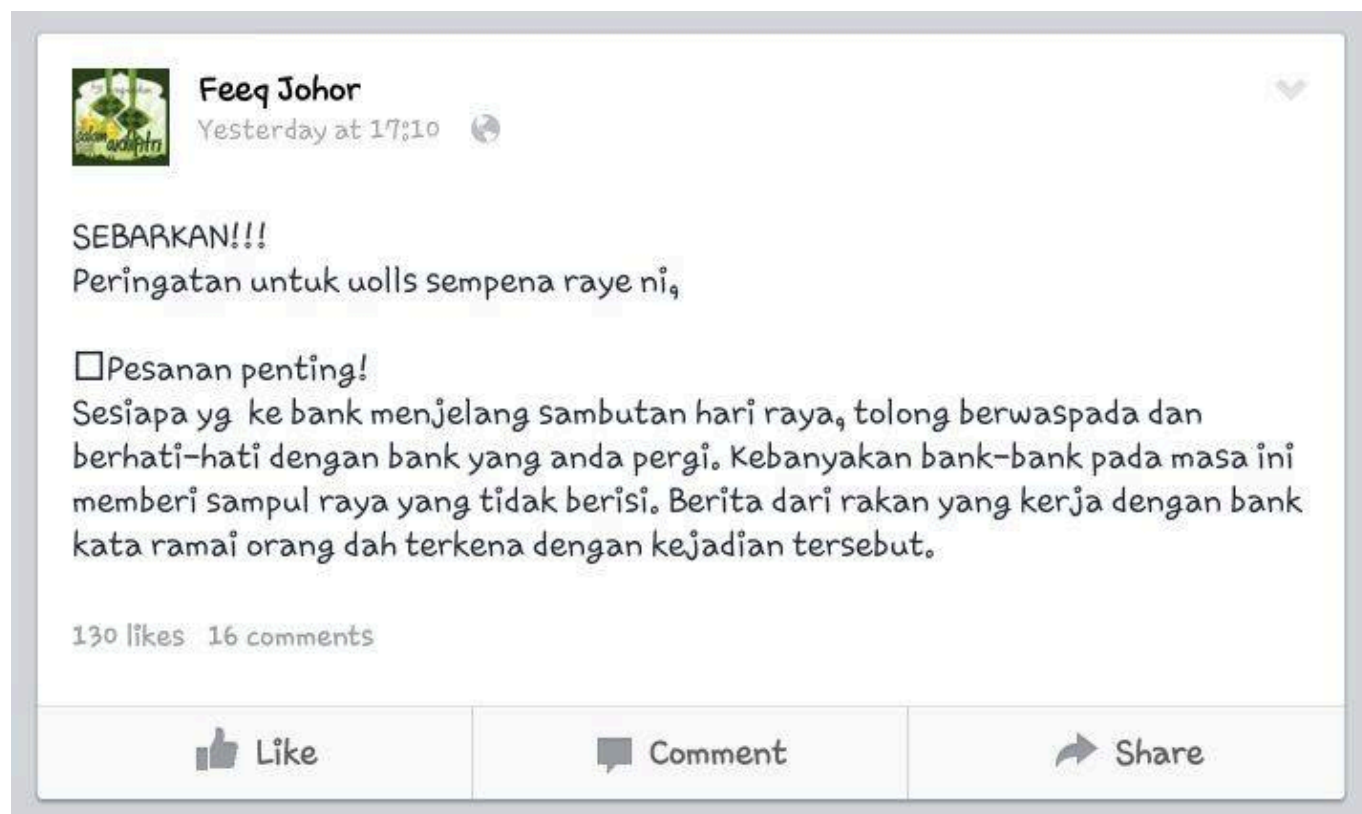 Feeq Johor
Yesterday at 17:10
SEBARKAN!!!
Peringatan untuk uolls sempena raye ni,
Pesanan penting!
Sesiapa yg ke bank menjelang sambutan hari raya, tolong berwaspada dan
berhati-hati dengan bank yang anda pergi. Kebanyakan bank-bank pada masa ini
memberi sampul raya yang tidak berisi. Berita dari rakan yang kerja dengan bank
kata ramai orang dah terkena dengan kejadian tersebut.
130 likes 16 comments
Like Comment Share